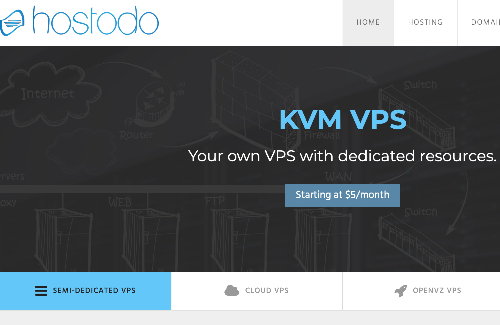 hostodo
HOME
HOSTING
Internet
Switch
Router
Firewall
KVM VPS
Your own VPS with dedicated resources.
WAN
Starting at $5/month
WEB
FTP
Switch
SEMI-DEDICATED VPS
CLOUD VPS
OPENVZ VPS